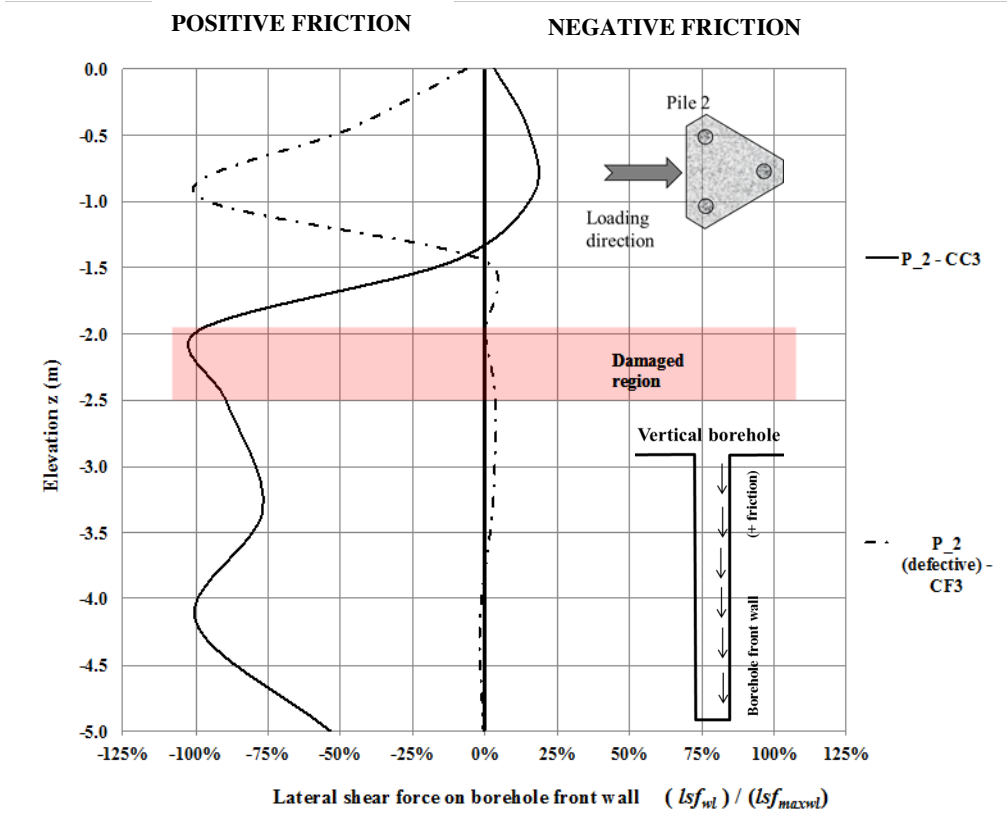 POSITIVE FRICTION
NEGATIVE FRICTION
0.0
-0.5
-1.0
-1.5
-2.0
-2.5
-3.0
-3.5
-4.0
-4.5
-5.0
Elevation z (m)
-125%
-100%
-75%
-50%
-25%
0%
25%
50%
75%
100%
125%
Lateral shear force on borehole front wall ( lsf_wl ) / (lsf_maxwl)
Pile 2
Loading
direction
Damaged
region
Vertical borehole
(+ friction)
Borehole front wall
P_2 - CC3
P_2
(defective) -
CF3